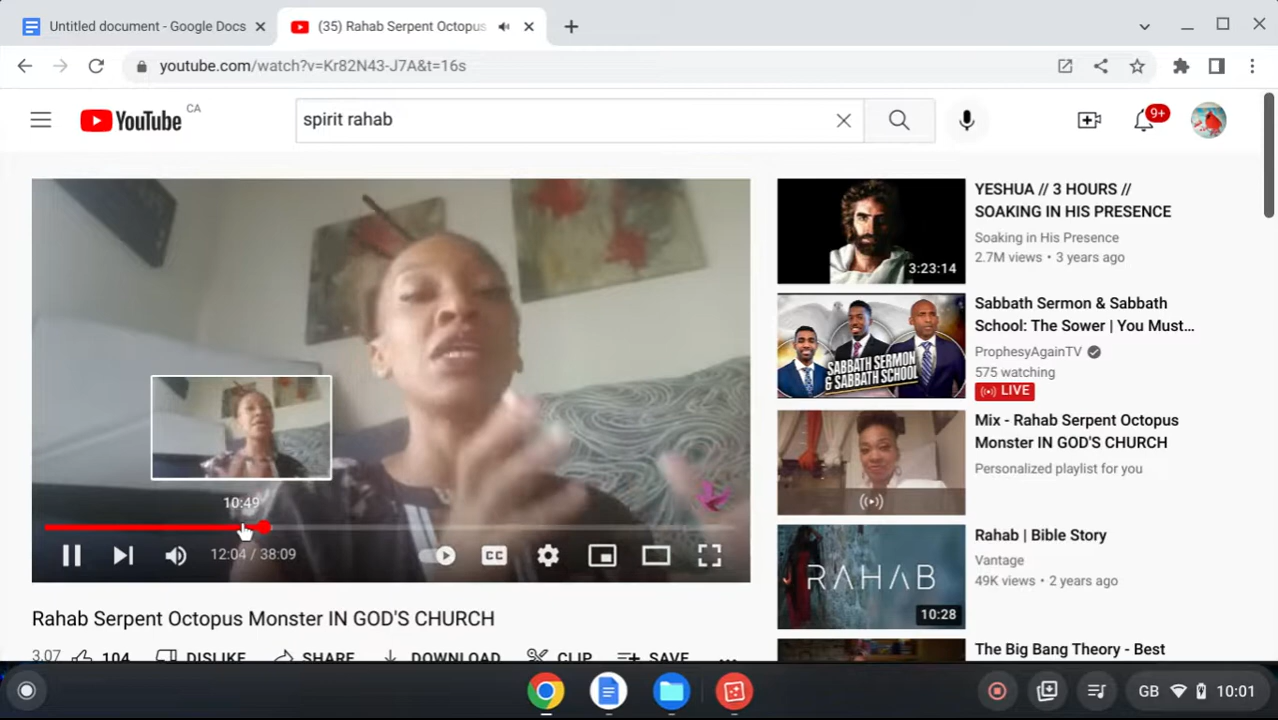 Untitled document - Google Docs
(35) Rahab Serpent Octopus
youtube.com/watch?v=Kr82N43-J7A&t=16s
YouTube CA
spirit rahab
9+
10:49
12:04 / 38:09
CC
Rahab Serpent Octopus Monster IN GOD'S CHURCH
104 DISLIKE SHARE DOWNLOAD CLIP SAVE
YESHUA // 3 HOURS //
SOAKING IN HIS PRESENCE
Soaking in His Presence
2.7M views • 3 years ago
3:23:14
Sabbath Sermon & Sabbath
School: The Sower | You Must...
ProphesyAgainTV
575 watching
LIVE
SABBATH SERMON
& SABBATH SCHOOL
Mix - Rahab Serpent Octopus
Monster IN GOD'S CHURCH
Personalized playlist for you
Rahab | Bible Story
Vantage
49K views • 2 years ago
RAHAB
10:28
The Big Bang Theory - Best
GB 10:01